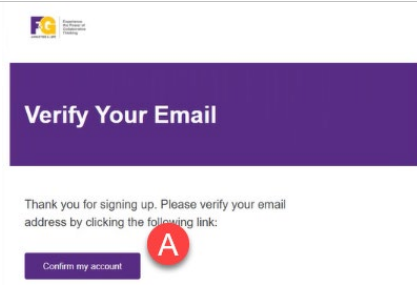 FG
Experience
the Power of
Collaborative
Thinking
Verify Your Email
Thank you for signing up. Please verify your email
address by clicking the following link:
A
Confirm my account